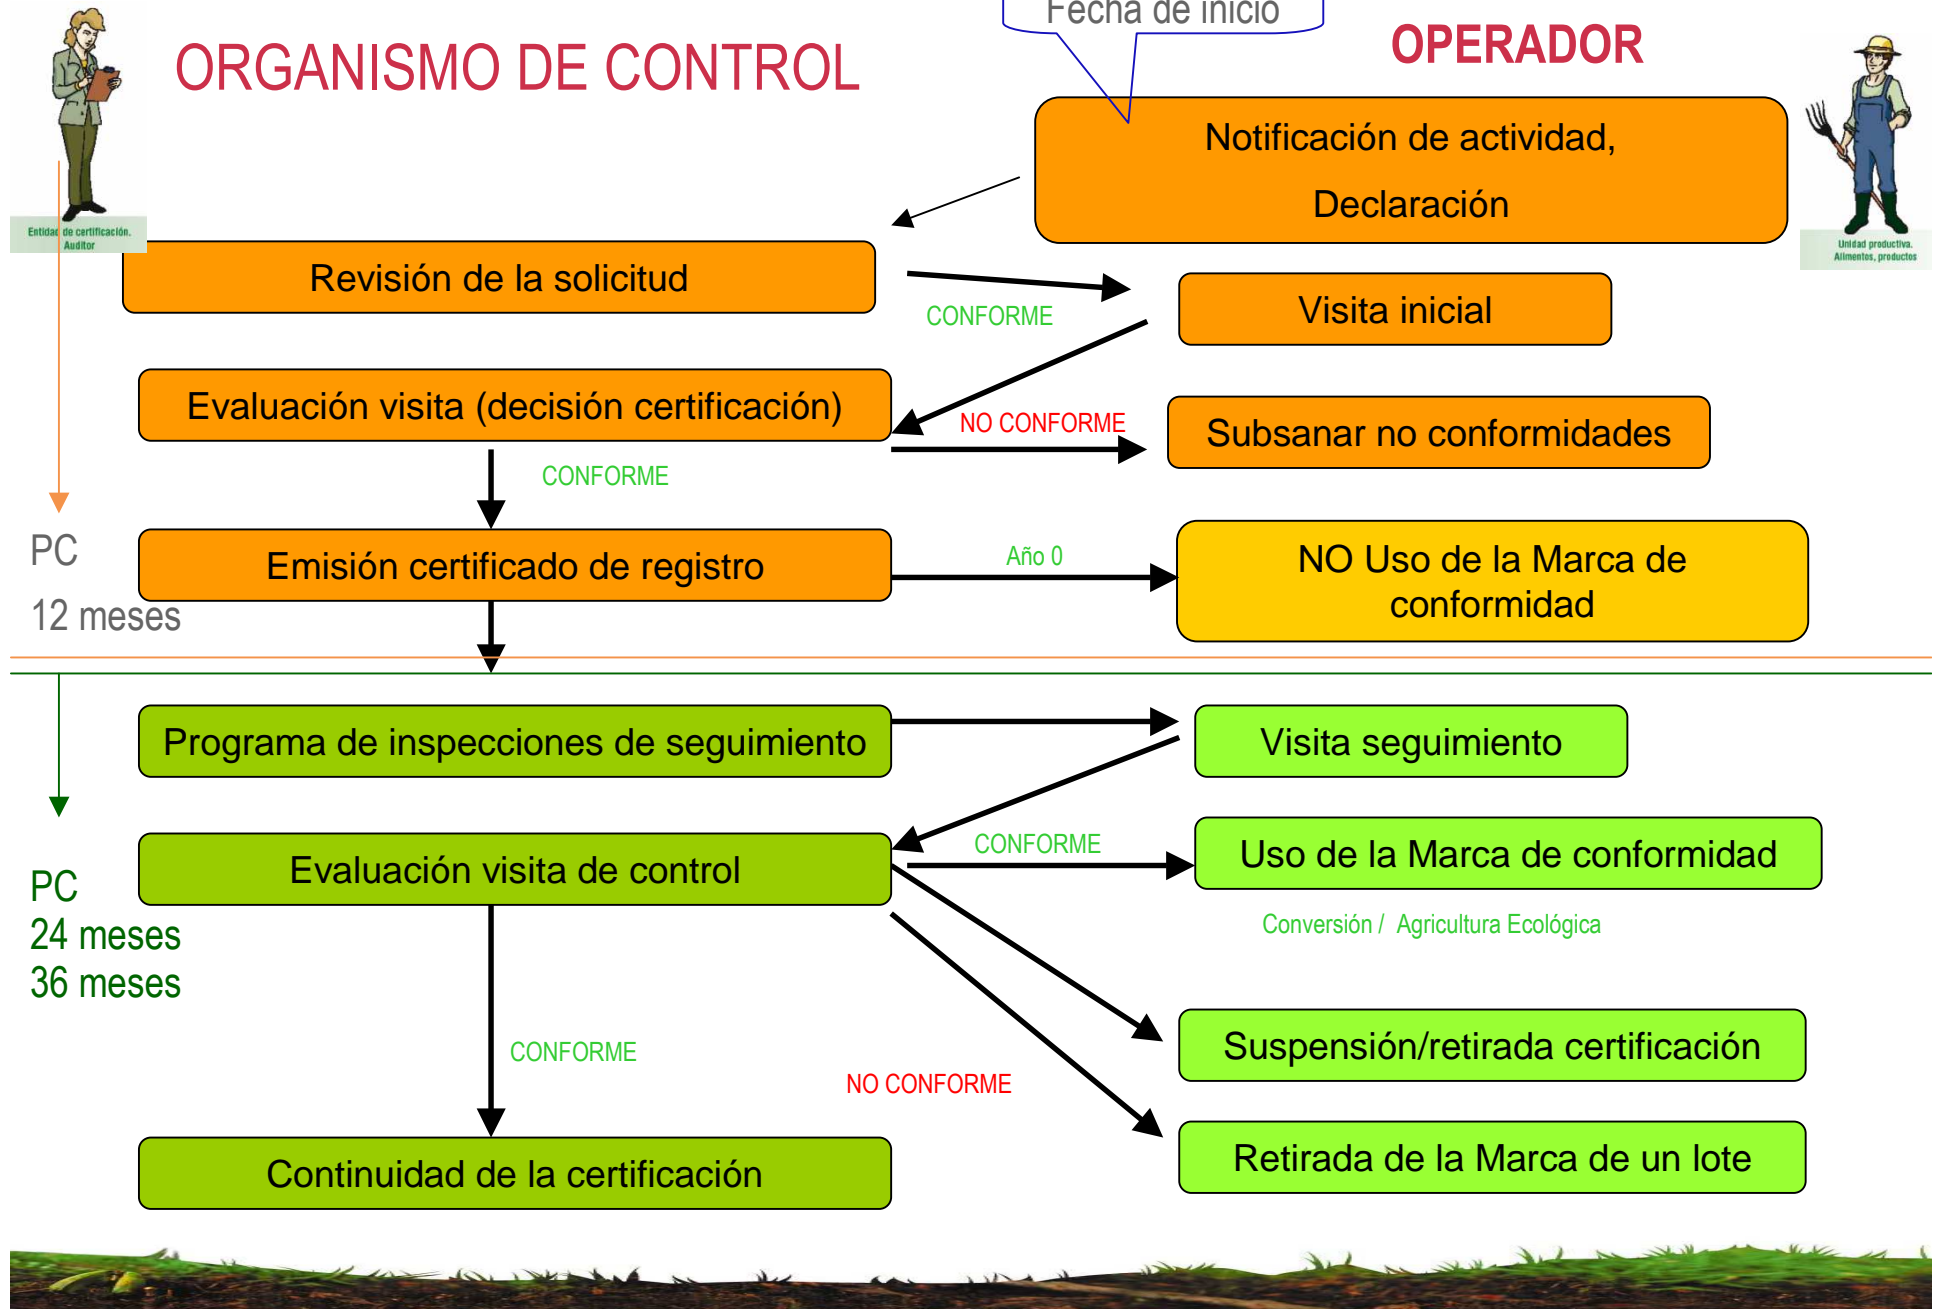 Fecha de inicio
ORGANISMO DE CONTROL
OPERADOR
Notificación de actividad,
Declaración
Entidad de certificación.
Auditor
Unidad productiva.
Alimentos, productos
Revisión de la solicitud
CONFORME
Visita inicial
Evaluación visita (decisión certificación)
NO CONFORME
Subsanar no conformidades
CONFORME
PC
12 meses
Emisión certificado de registro
Año 0
NO Uso de la Marca de
conformidad
Programa de inspecciones de seguimiento
Visita seguimiento
Evaluación visita de control
CONFORME
Uso de la Marca de conformidad
Conversión / Agricultura Ecológica
PC
24 meses
36 meses
CONFORME
NO CONFORME
Suspensión/retirada certificación
Retirada de la Marca de un lote
Continuidad de la certificación